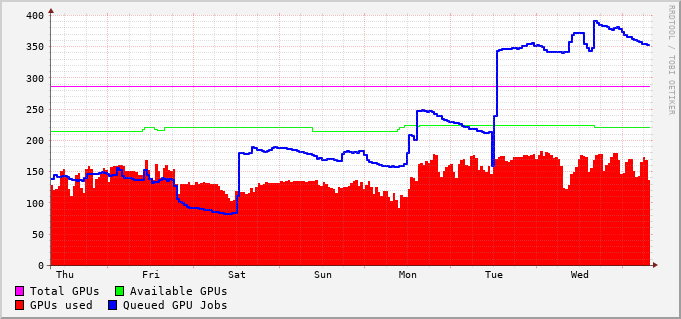 400
350
300
250
200
150
100
50
0
Thu Fri Sat Sun Mon Tue Wed
Total GPUs Available GPUs
GPUs used Queued GPU Jobs
RRDTOOL / TOBI OETIKER